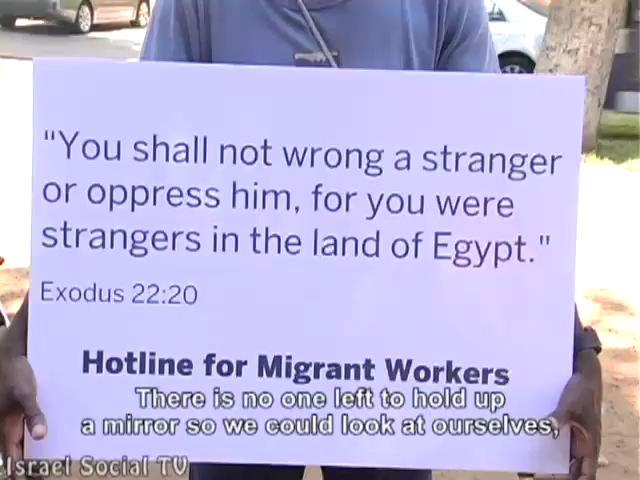 "You shall not wrong a stranger
or oppress him, for you were
strangers in the land of Egypt."
Exodus 22:20
Hotline for Migrant Workers
There is no one left to hold up
a mirror so we could look at ourselves,
Israel Social TV